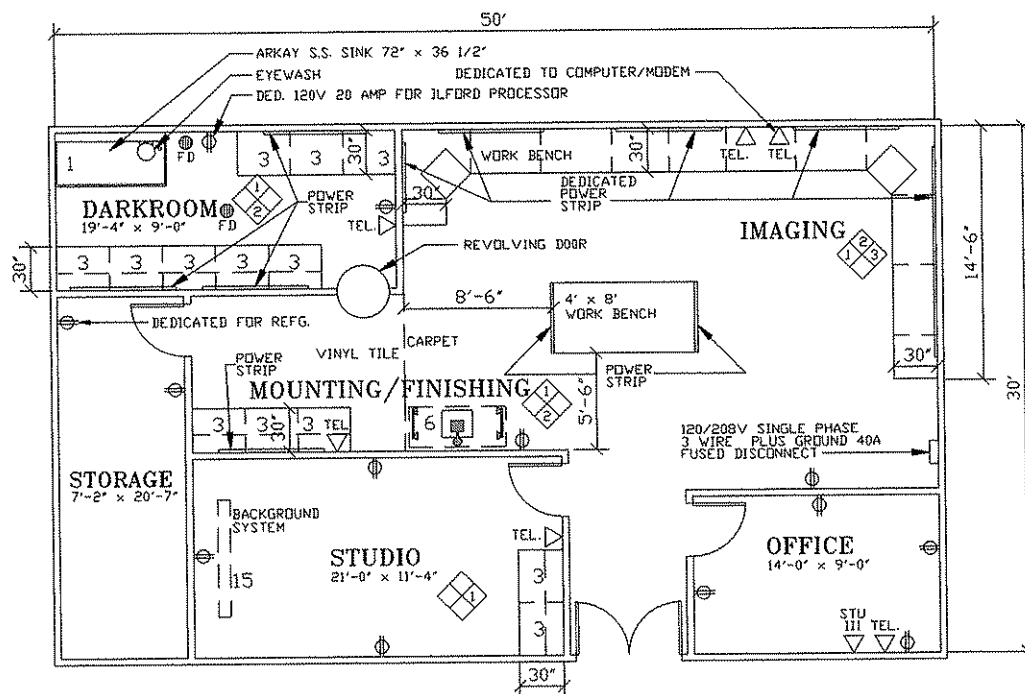 50'
ARKAY S.S. SINK 72" x 36 1/2"
EYEWASH
DEDICATED TO COMPUTER/MODEM
DED. 120V 20 AMP FOR ILFORD PROCESSOR
1
FD
3
3
3
30"
WORK BENCH
30"
TEL.
TEL
DARKROOM
19'-4" x 9'-0"
FD
1
2
POWER
STRIP
30'
TEL.
DEDICATED
POWER
STRIP
IMAGING
1
2
3
14'-6"
30'
30"
3
3
3
3
3
REVOLVING DOOR
8'-6"
4' x 8'
WORK BENCH
DEDICATED FOR REFG.
VINYL TILE
CARPET
POWER
STRIP
30"
POWER
STRIP
MOUNTING/FINISHING
1
2
5'-6"
3
3
3
30"
TEL
6
120/208V SINGLE PHASE
3 WIRE PLUS GROUND 40A
FUSED DISCONNECT
STORAGE
7'-2" x 20'-7"
BACKGROUND
SYSTEM
15
STUDIO
21'-0" x 11'-4"
1
TEL.
3
3
30"
OFFICE
14'-0" x 9'-0"
STU
III TEL.